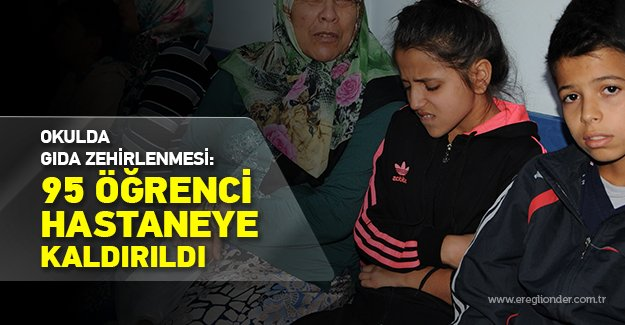 OKULDA
GIDA ZEHİRLENMESİ:
95 ÖĞRENCİ
HASTANEYE
KALDIRILDI
adidas
www.ereglionder.com.tr